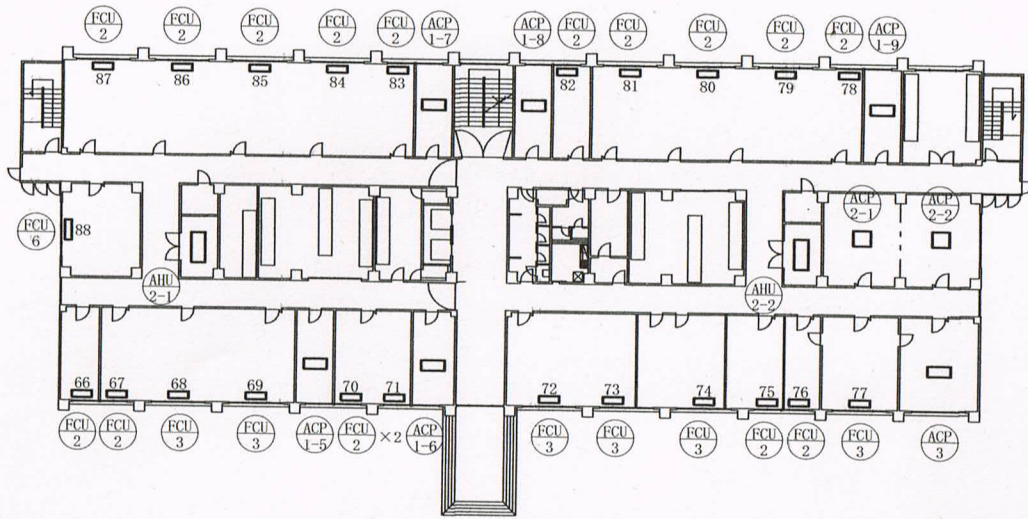 FCU 2
FCU 2
FCU 2
FCU 2
FCU 2
ACP 1-7
ACP 1-8
FCU 2
FCU 2
FCU 2
FCU 2
FCU 2
ACP 1-9
87
86
85
84
83
82
81
80
79
78
FCU 6
88
AHU 2-1
AHU 2-2
ACP 2-1
ACP 2-2
66
67
68
69
70
71
72
73
74
75
76
77
FCU 2
FCU 2
FCU 3
FCU 3
ACP 1-5
FCU 2
×2
ACP 1-6
FCU 3
FCU 3
FCU 3
FCU 2
FCU 2
FCU 3
ACP 3